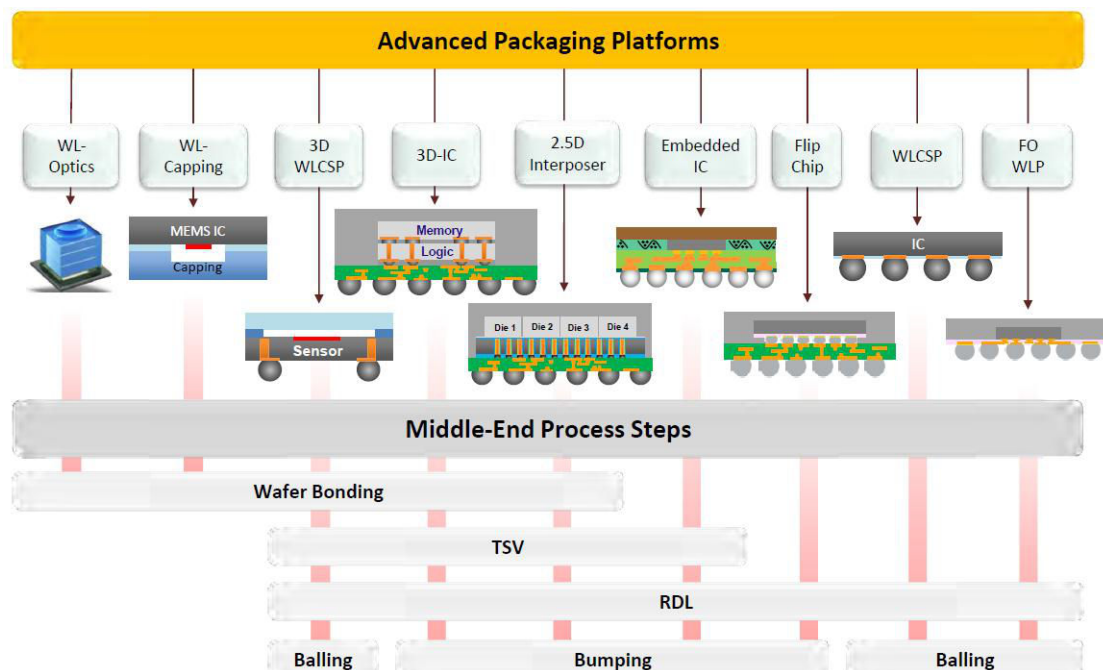 Advanced Packaging Platforms
WL-
Optics
WL-
Capping
3D
WLCSP
3D-IC
2.5D
Interposer
Embedded
IC
Flip
Chip
WLCSP
FO
WLP
MEMS IC
Capping
Memory
Logic
IC
Sensor
Die 1
Die 2
Die 3
Die 4
Middle-End Process Steps
Wafer Bonding
TSV
RDL
Balling
Bumping
Balling